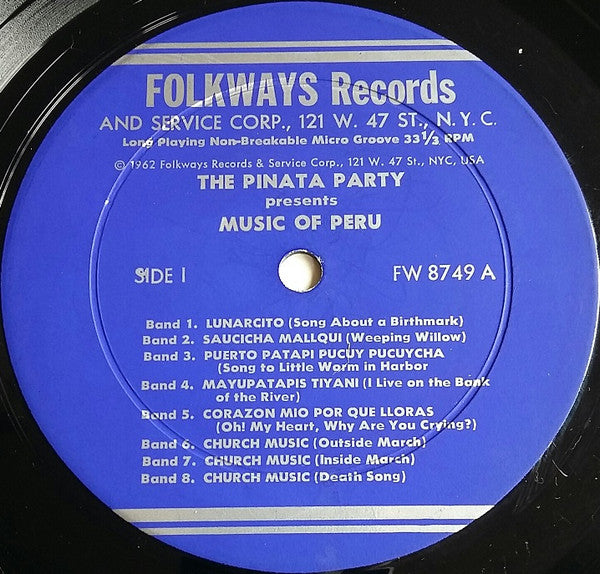 FOLKWAYS Records
AND SERVICE CORP., 121 W. 47 ST., N.Y.C.
Long Playing Non-Breakable Micro Groove 33 1/3 RPM
© 1962 Folkways Records & Service Corp., 121 W. 47 St., NYC, USA
THE PINATA PARTY
presents
MUSIC OF PERU
SIDE I
FW 8749 A
Band 1. LUNARCITO (Song About a Birthmark)
Band 2. SAUCICHA MALLQUI (Weeping Willow)
Band 3. PUERTO PATAPI PUCUY PUCUYCHA
(Song to Little Worm in Harbor
Band 4. MAYUPATAPIS TIYANI (I Live on the Bank
of the River)
Band 5. CORAZON MIO POR QUE LLORAS
(Oh! My Heart, Why Are You Crying?)
Band 6. CHURCH MUSIC (Outside March)
Band 7. CHURCH MUSIC (Inside March)
Band 8. CHURCH MUSIC (Death Song)